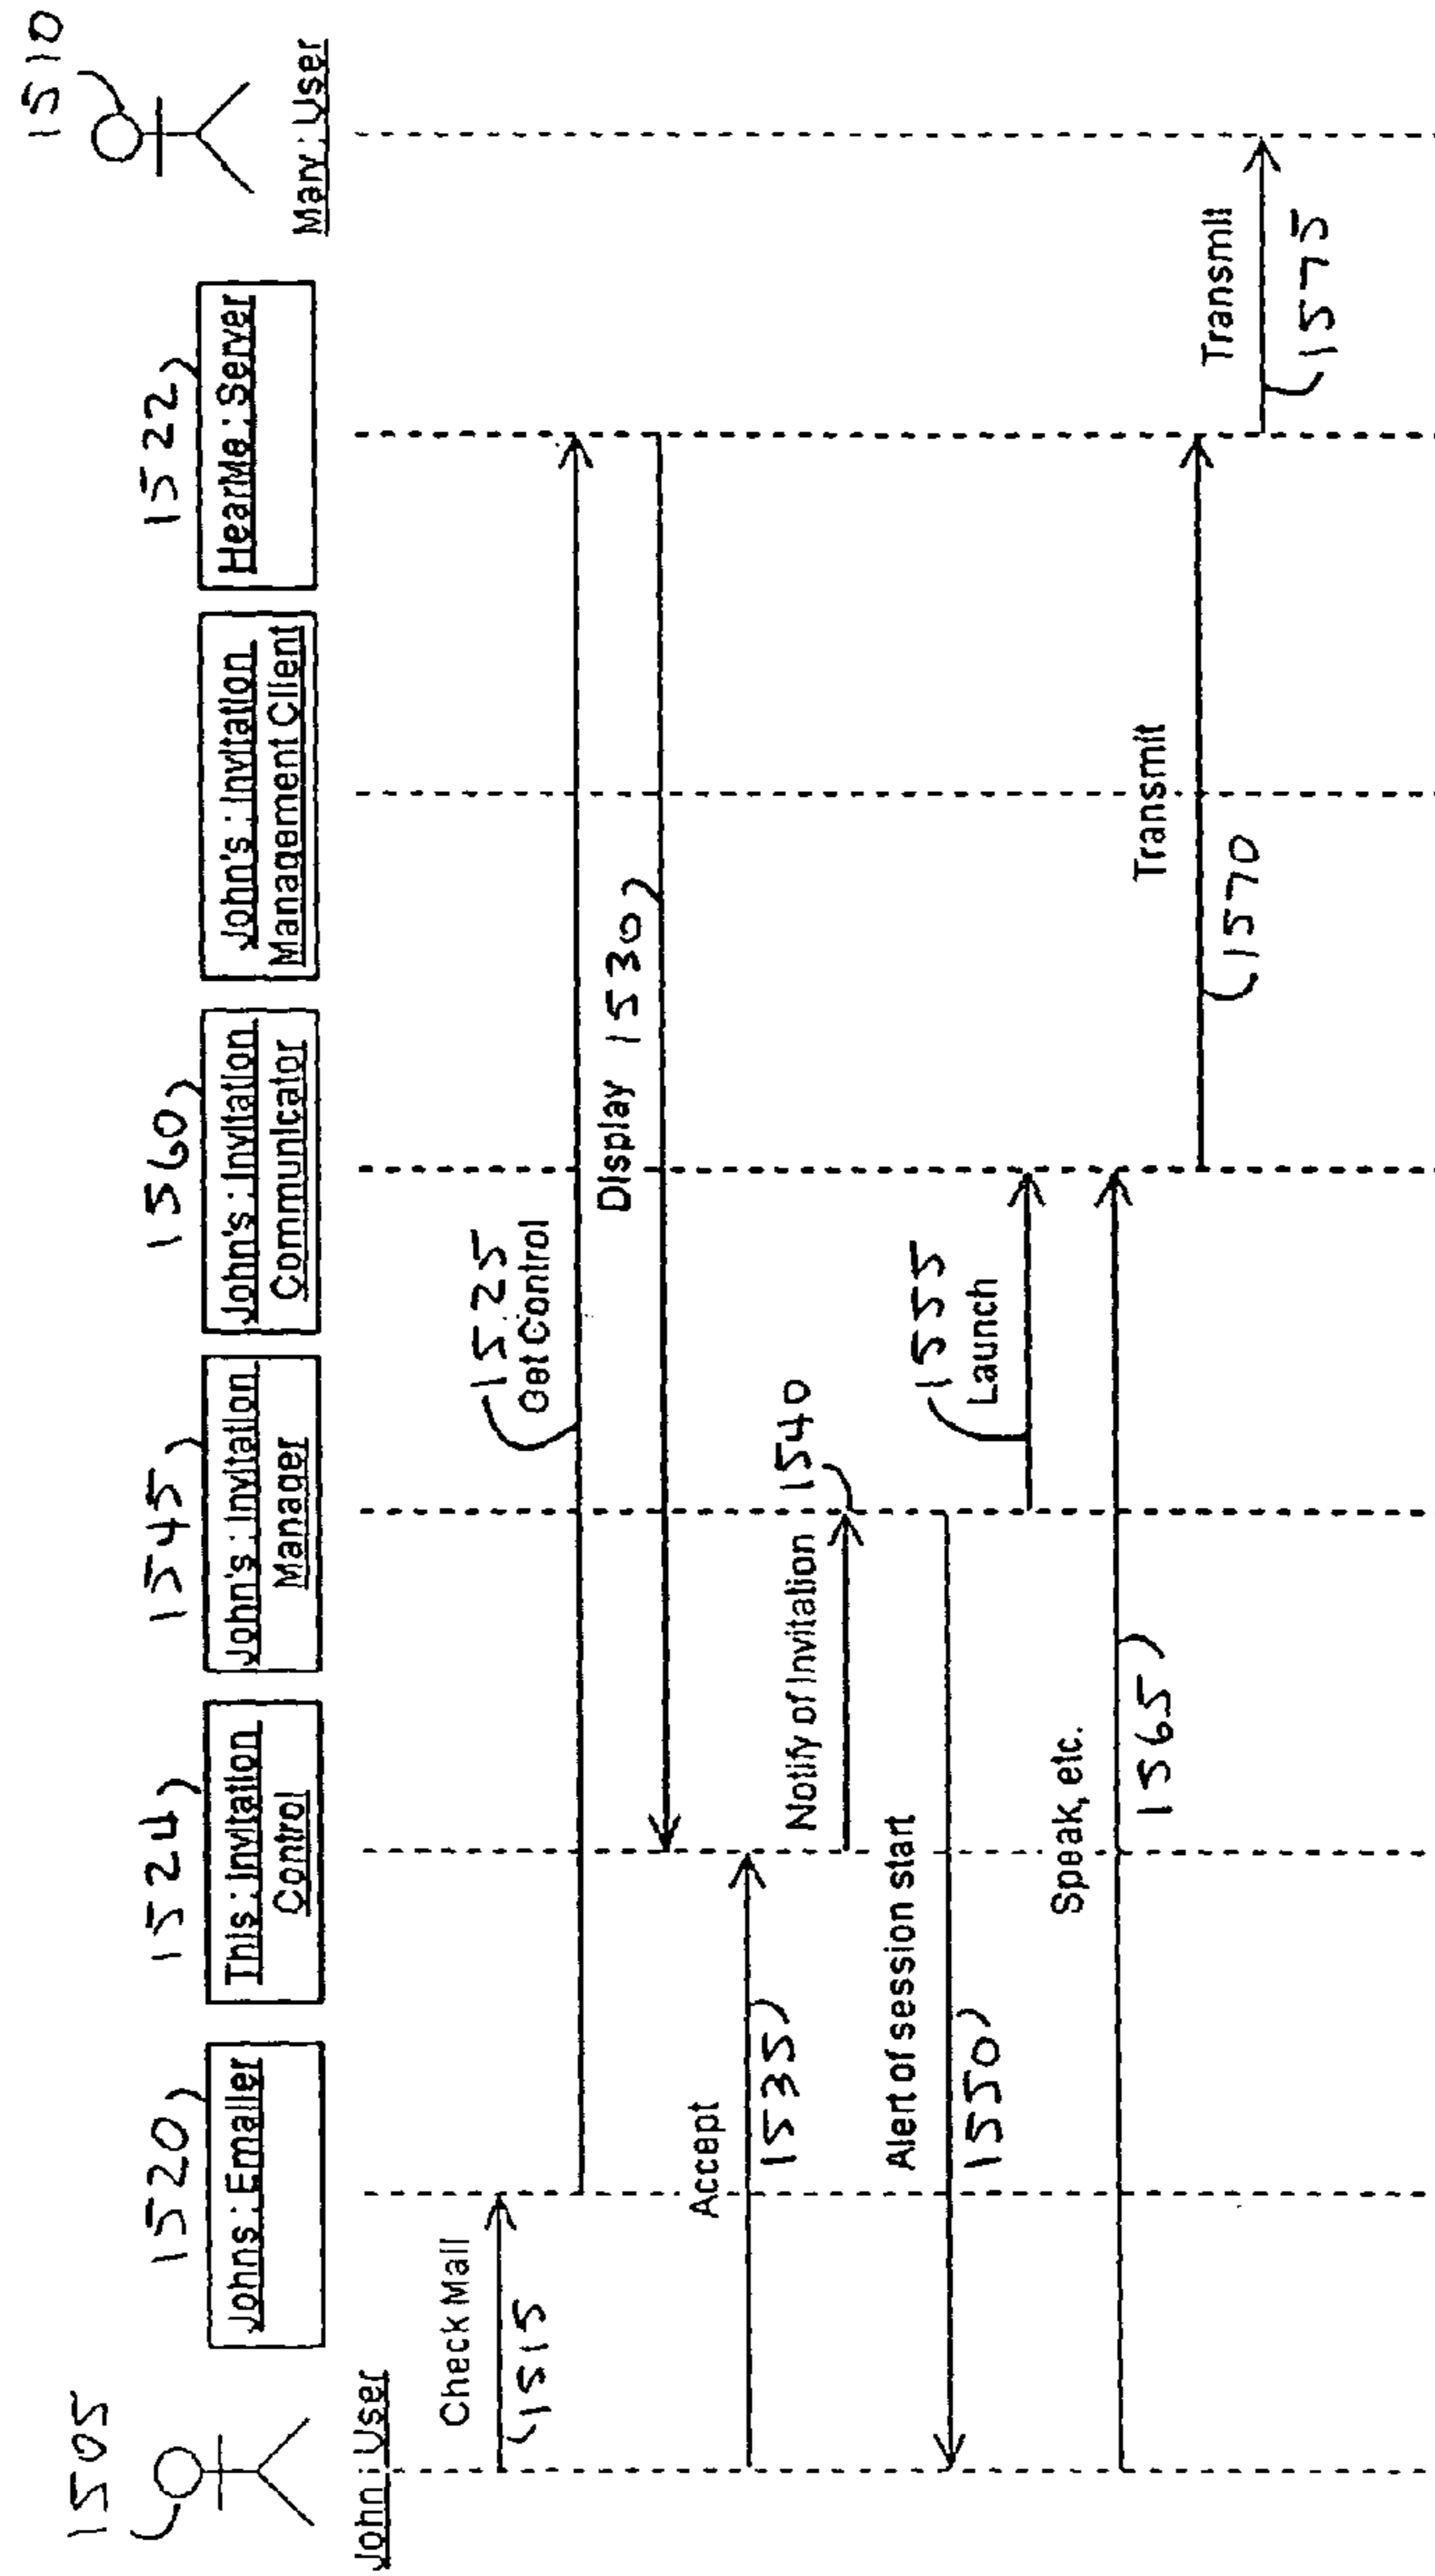 1505
John : User
1520
Johns : Emailer
1524
This : Invitation
Control
1545
John's : Invitation
Manager
1560
John's : Invitation
Communicator
John's : Invitation
Management Client
1522
HearMe : Server
1510
Mary : User
Check Mail
1515
1525
Get Control
Display 1530
Accept
1535
Notify of Invitation 1540
Alert of session start
1550
1555
Launch
Speak, etc.
1565
Transmit
1570
Transmit
1575